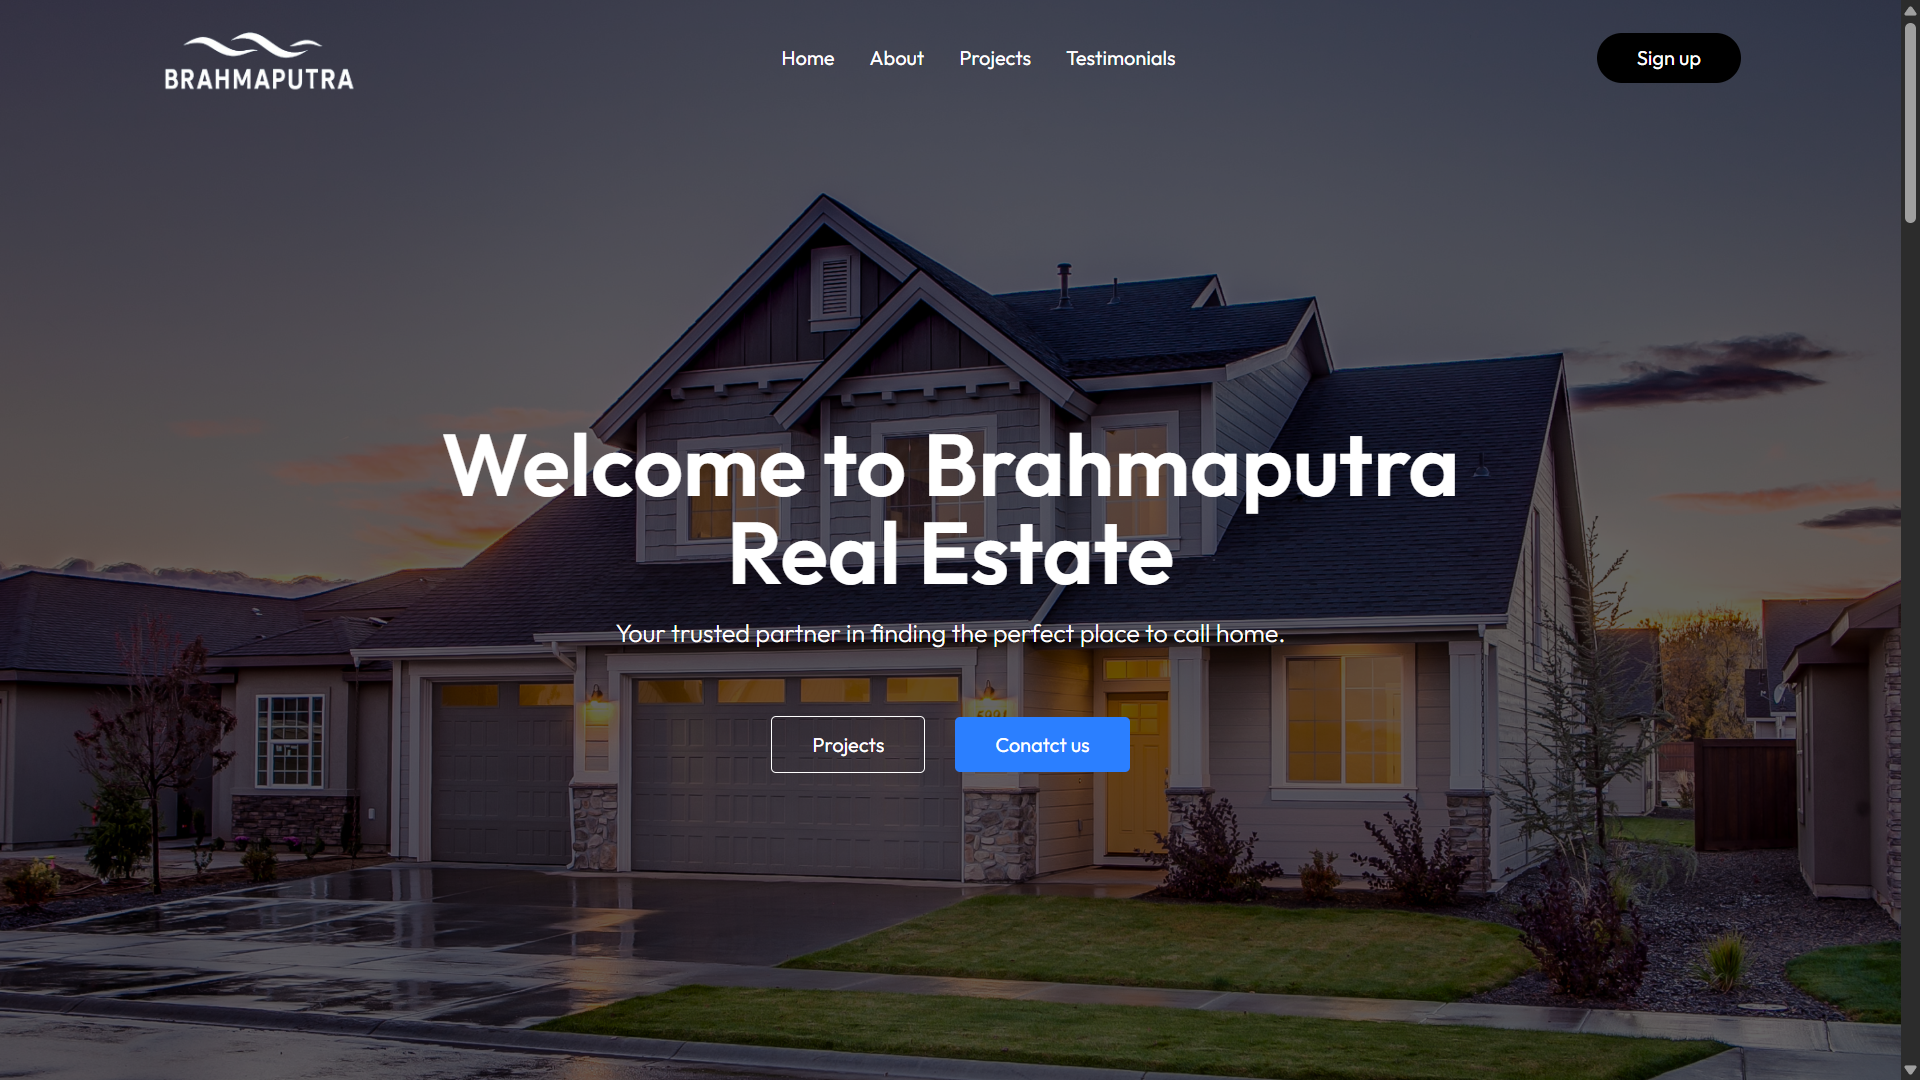 BRAHMAPUTRA
Home About Projects Testimonials
Sign up
Welcome to Brahmaputra
Real Estate
Your trusted partner in finding the perfect place to call home.
5991
Projects
Conatct us